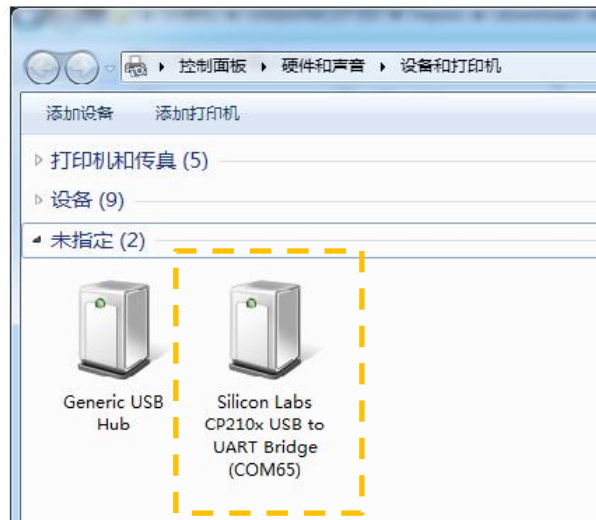 控制面板 ▸ 硬件和声音 ▸ 设备和打印机
添加设备 添加打印机
打印机和传真 (5)
设备 (9)
未指定 (2)
Generic USB
Hub
Silicon Labs
CP210x USB to
UART Bridge
(COM65)